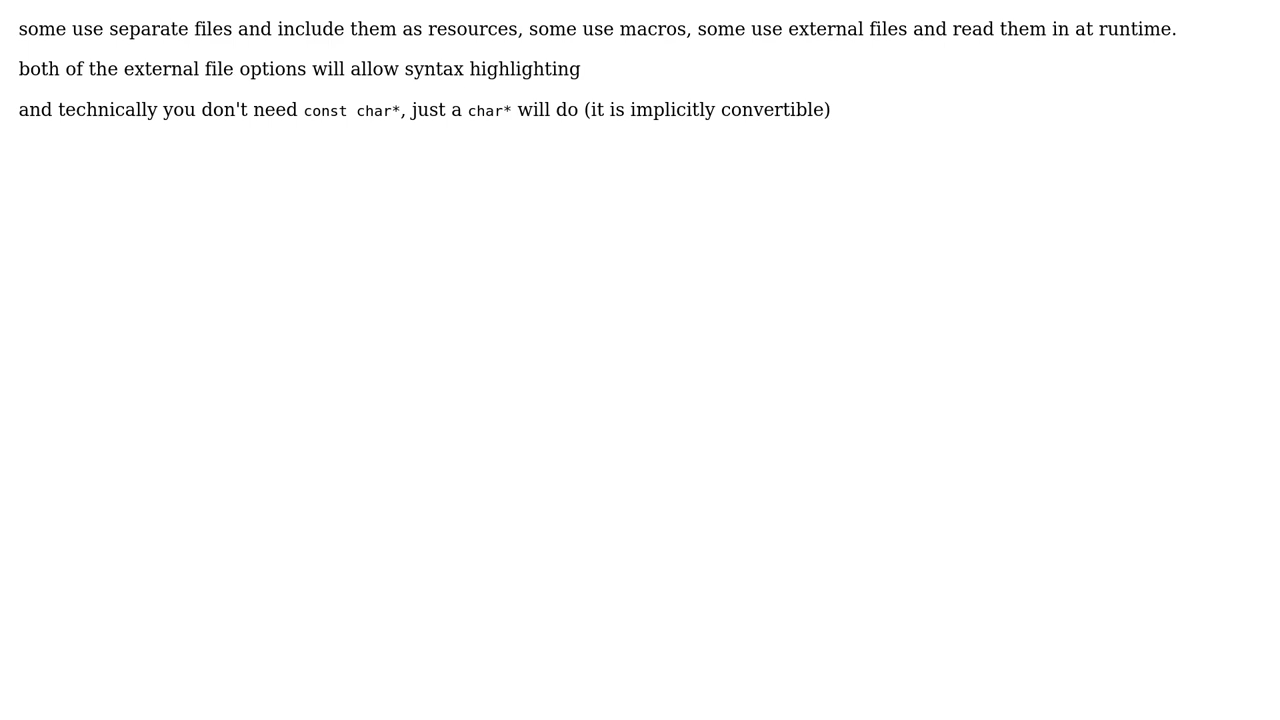 some use separate files and include them as resources, some use macros, some use external files and read them in at runtime.
both of the external file options will allow syntax highlighting
and technically you don't need const char*, just a char* will do (it is implicitly convertible)